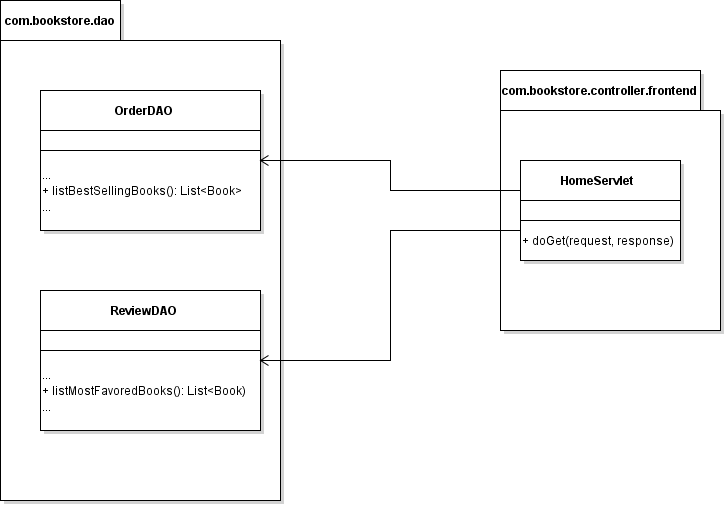 com.bookstore.dao
OrderDAO
...
+ listBestSellingBooks(): List<Book>
...
ReviewDAO
...
+ listMostFavoredBooks(): List<Book)
...
com.bookstore.controller.frontend
HomeServlet
+ doGet(request, response)